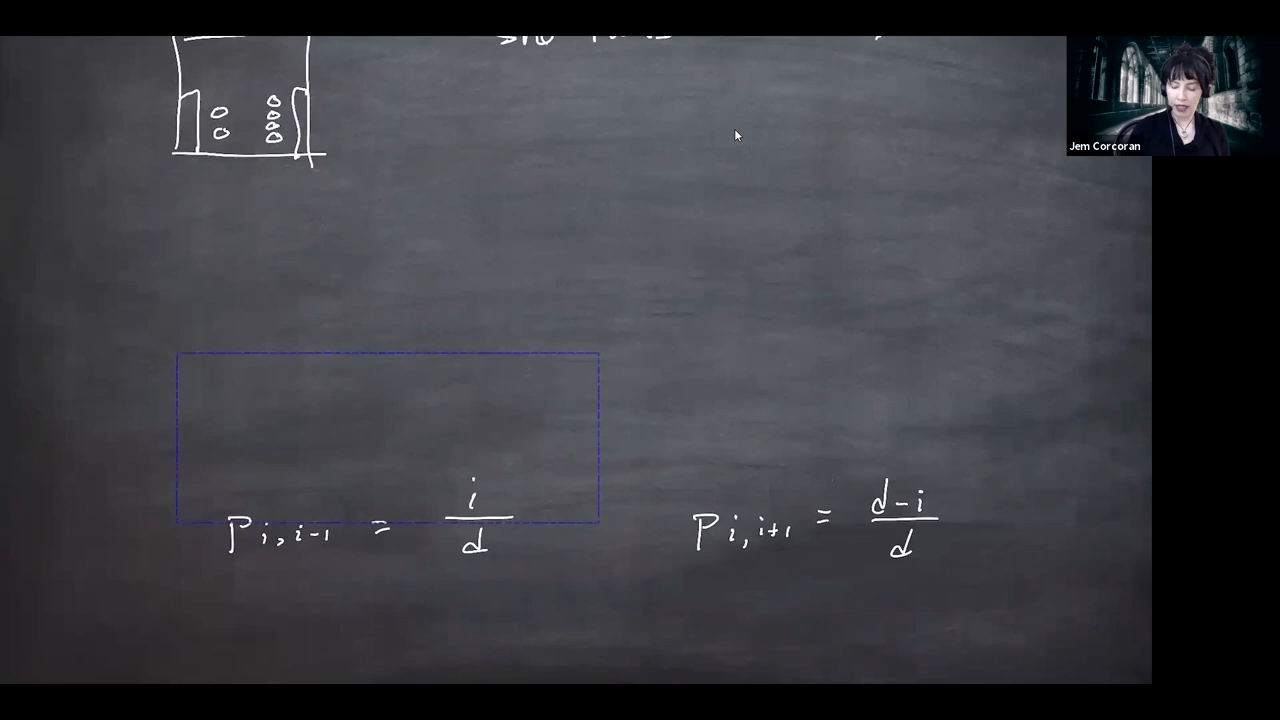 Jem Corcoran
P i, i-1 = i/d
P i, i+1 = d-i/d